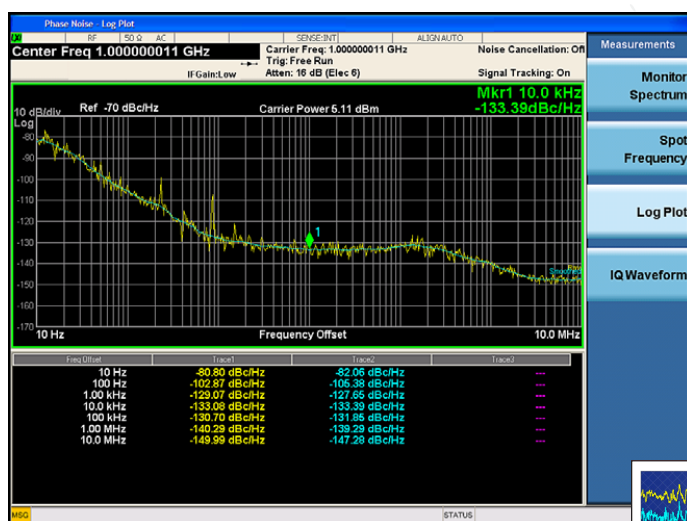 Phase Noise - Log Plot
LXI RF 50 Ω AC SENSE:INT ALIGN AUTO
Center Freq 1.000000011 GHz
Carrier Freq: 1.000000011 GHz Noise Cancellation: Off
Trig: Free Run
IFGain:Low Atten: 16 dB (Elec 6) Signal Tracking: On
Measurements
Monitor
Spectrum
Spot
Frequency
Log Plot
IQ Waveform
Mkr1 10.0 kHz
-133.39dBc/Hz
10 dB/div Ref -70 dBc/Hz Carrier Power 5.11 dBm
Log
-80
-90
-100
-110
-120
-130
-140
-150
-160
-170
1
Smoothed
10 Hz Frequency Offset 10.0 MHz
Freq Offset Trace1 Trace2 Trace3
10 Hz -80.80 dBc/Hz -82.06 dBc/Hz ---
100 Hz -102.87 dBc/Hz -105.38 dBc/Hz ---
1.00 kHz -129.07 dBc/Hz -127.65 dBc/Hz ---
10.0 kHz -133.08 dBc/Hz -133.39 dBc/Hz ---
100 kHz -130.70 dBc/Hz -131.85 dBc/Hz ---
1.00 MHz -140.29 dBc/Hz -139.29 dBc/Hz ---
10.0 MHz -149.99 dBc/Hz -147.28 dBc/Hz ---
MSG STATUS